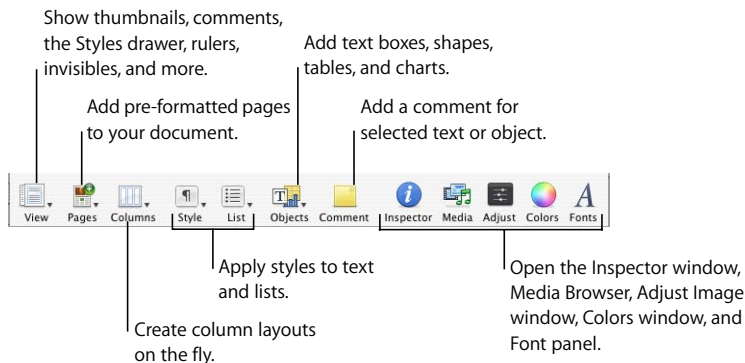 Show thumbnails, comments,
the Styles drawer, rulers,
invisibles, and more.
Add text boxes, shapes,
tables, and charts.
Add pre-formatted pages
to your document.
Add a comment for
selected text or object.
View Pages Columns Style List Objects Comment Inspector Media Adjust Colors Fonts
Apply styles to text
and lists.
Open the Inspector window,
Media Browser, Adjust Image
window, Colors window, and
Font panel.
Create column layouts
on the fly.